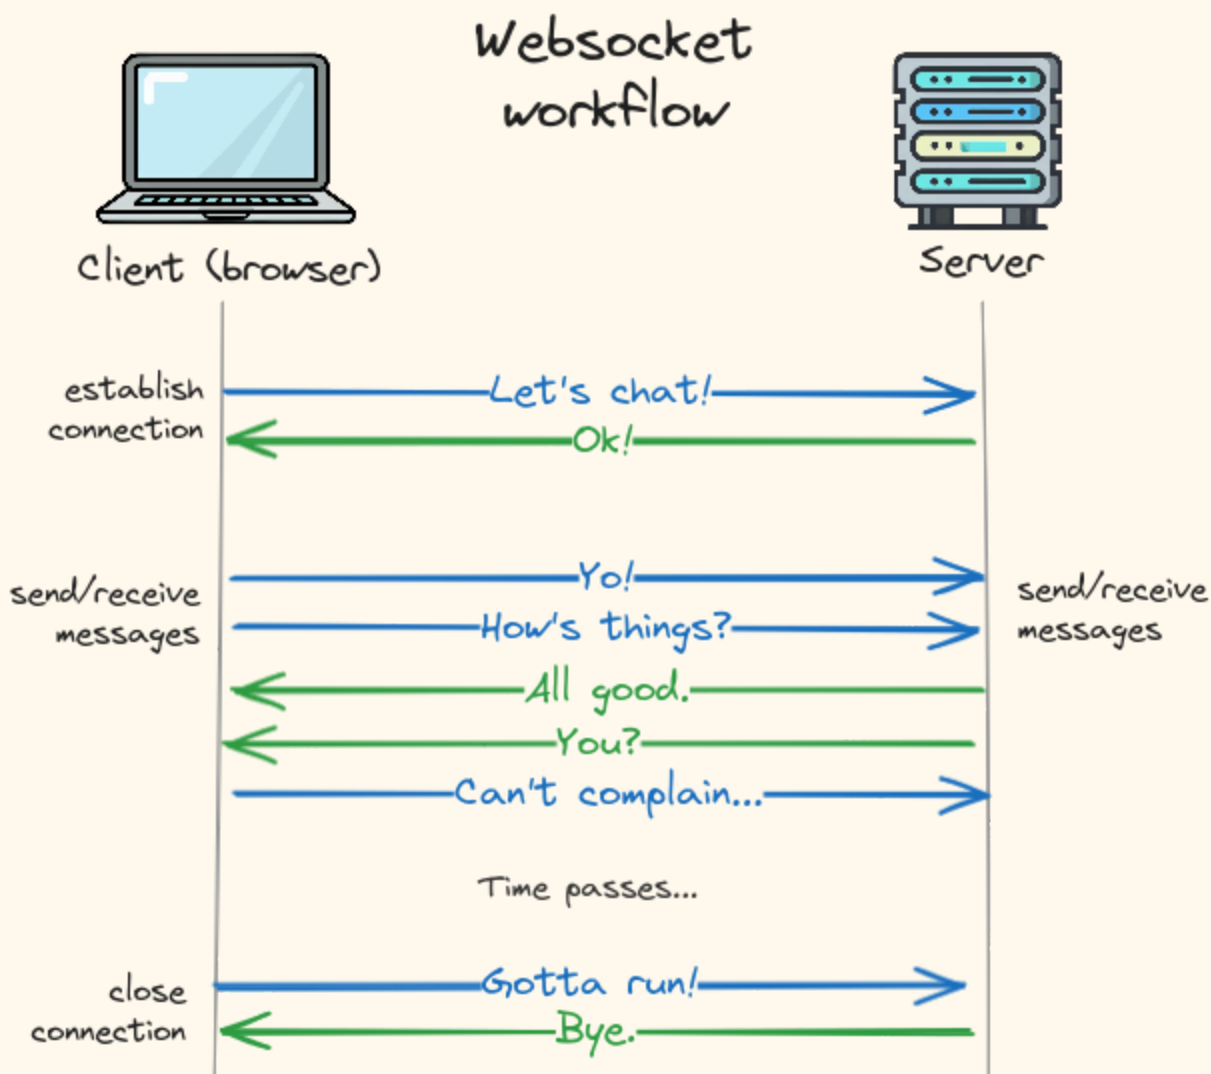 Websocket
workflow
Client (browser)
Server
establish
connection
Let's chat!
Ok!
send/receive
messages
Yo!
How's things?
send/receive
messages
All good.
You?
Can't complain...
Time passes...
close
connection
Gotta run!
Bye.